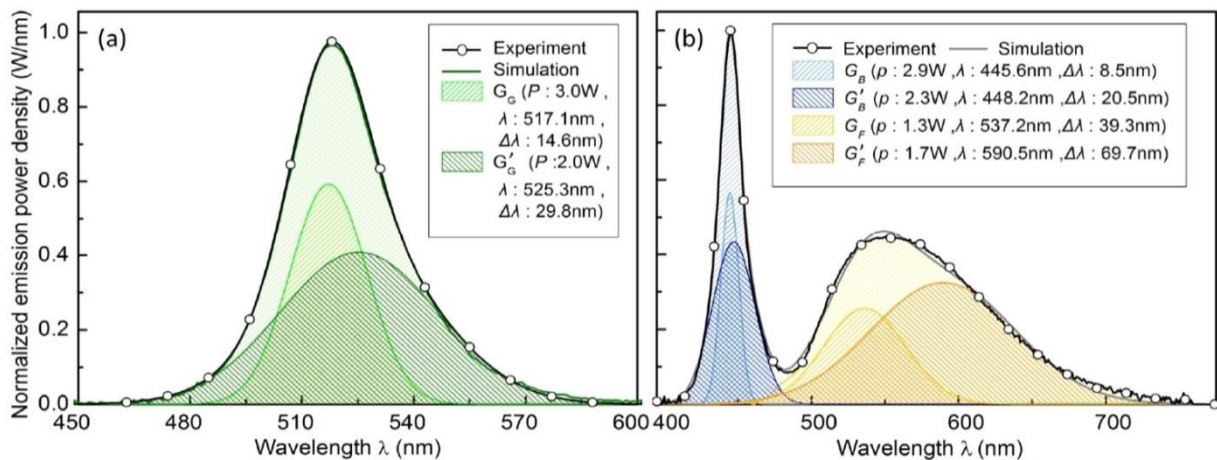 Normalized emission power density (W/nm)
1.0
0.8
0.6
0.4
0.2
0.0
(a)
Experiment
Simulation
G_G (P : 3.0W ,
λ : 517.1nm ,
Δλ : 14.6nm)
G′_G (P :2.0W ,
λ : 525.3nm ,
Δλ : 29.8nm)
450 480 510 540 570 600
Wavelength λ (nm)
(b)
Experiment Simulation
G_B (p : 2.9W ,λ : 445.6nm ,Δλ : 8.5nm)
G′_B (p : 2.3W ,λ : 448.2nm ,Δλ : 20.5nm)
G_F (p : 1.3W ,λ : 537.2nm ,Δλ : 39.3nm)
G′_F (p : 1.7W ,λ : 590.5nm ,Δλ : 69.7nm)
400 500 600 700
Wavelength λ (nm)